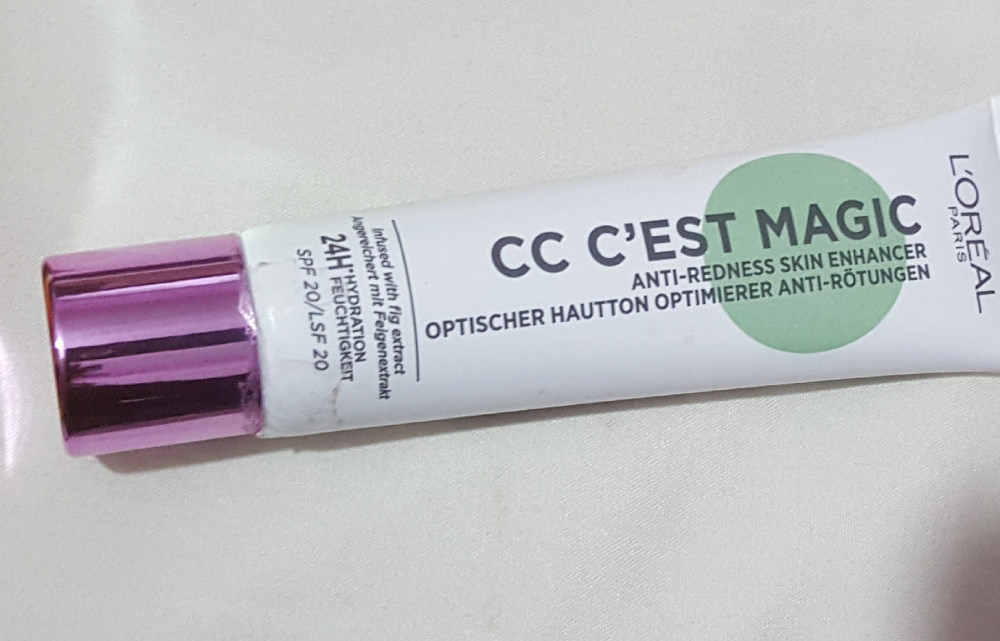 L'ORÉAL
PARIS
CC C'EST MAGIC
ANTI-REDNESS SKIN ENHANCER
OPTISCHER HAUTTON OPTIMIERER ANTI-RÖTUNGEN
Infused with fig extract
Angereichert mit Feigenextrakt
24H*HYDRATION
FEUCHTIGKEIT
SPF 20/LSF 20